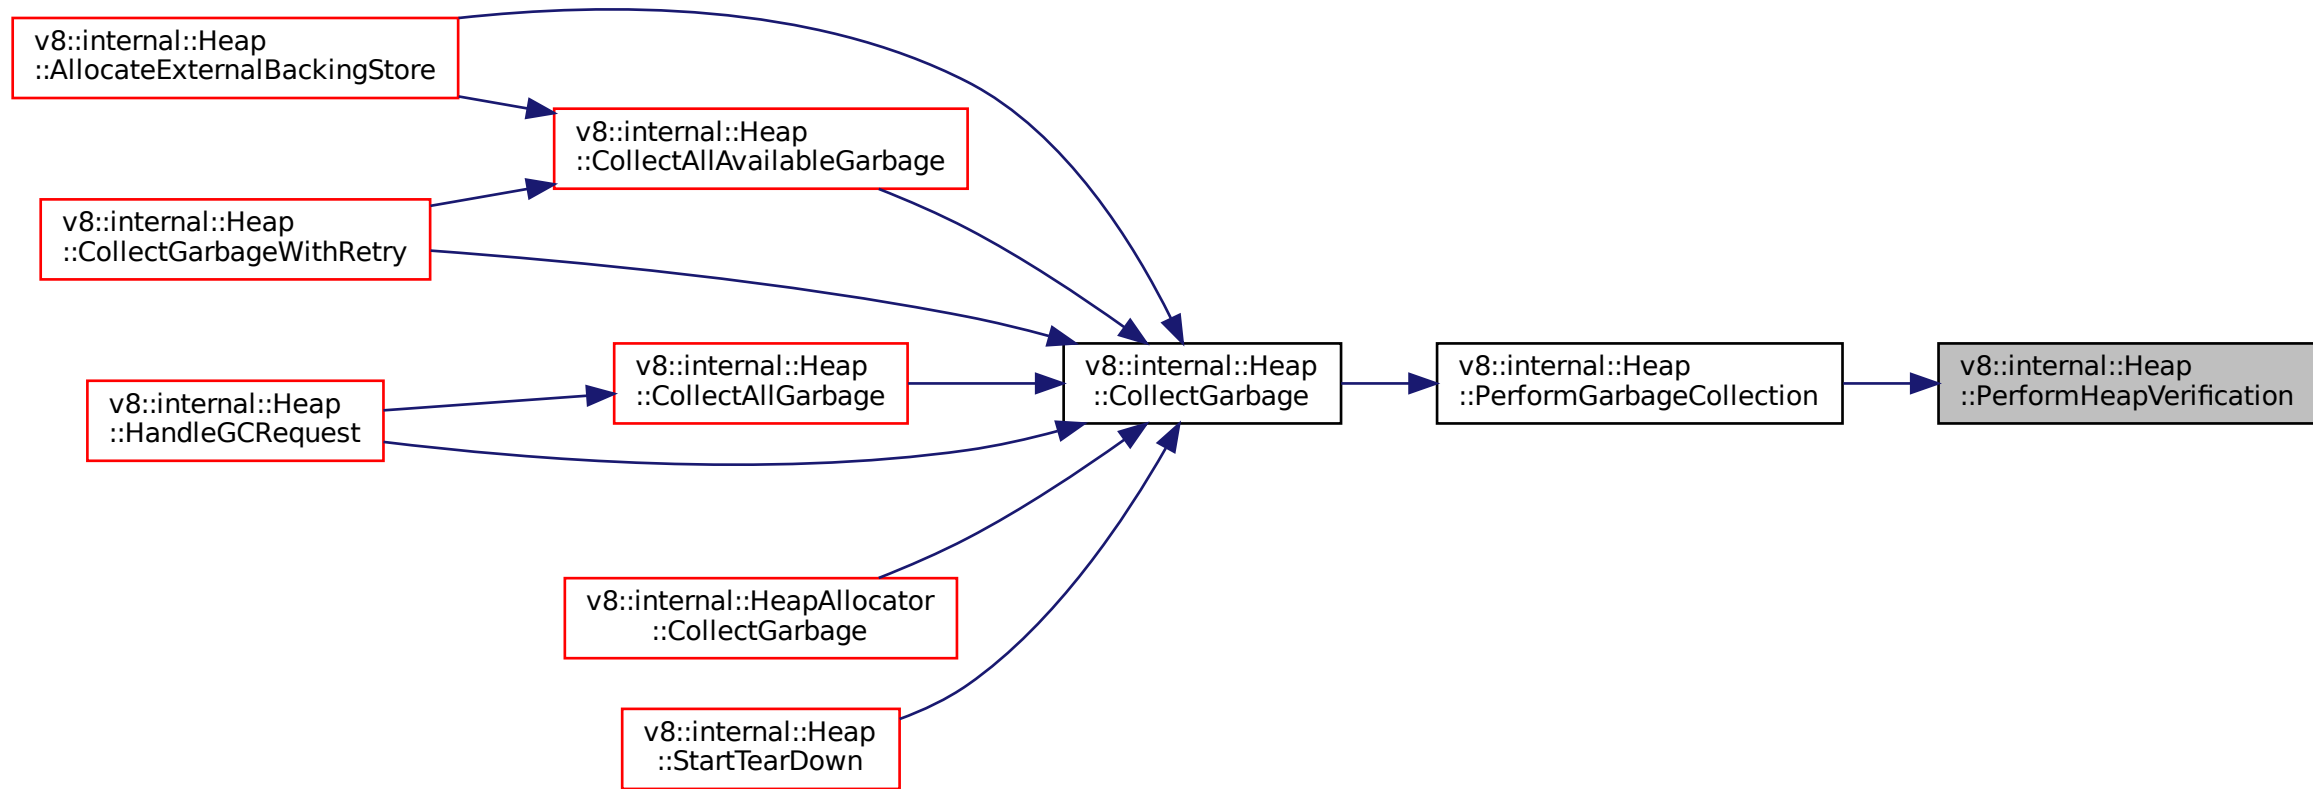 v8::internal::Heap
::AllocateExternalBackingStore
v8::internal::Heap
::CollectAllAvailableGarbage
v8::internal::Heap
::CollectGarbageWithRetry
v8::internal::Heap
::CollectAllGarbage
v8::internal::Heap
::HandleGCRequest
v8::internal::Heap
::CollectGarbage
v8::internal::Heap
::PerformGarbageCollection
v8::internal::Heap
::PerformHeapVerification
v8::internal::HeapAllocator
::CollectGarbage
v8::internal::Heap
::StartTearDown